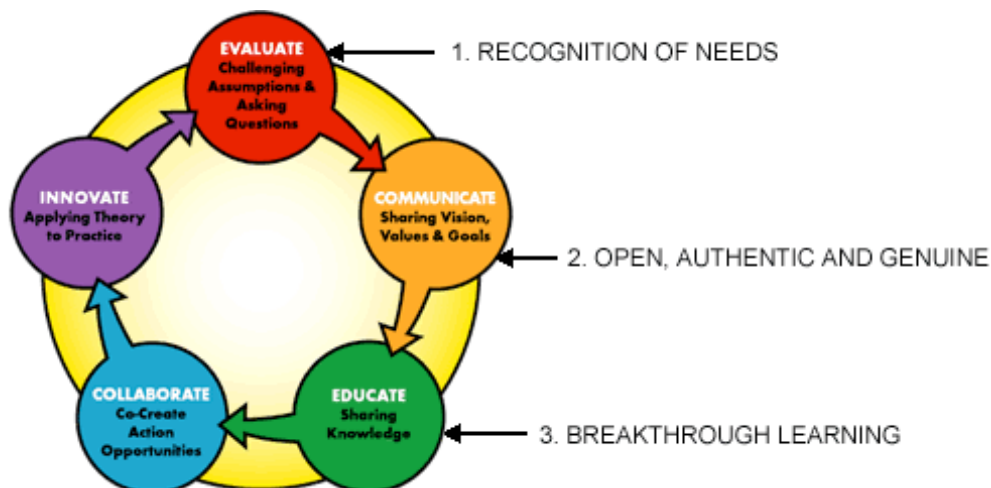 EVALUATE
Challenging
Assumptions &
Asking
Questions
1. RECOGNITION OF NEEDS
COMMUNICATE
Sharing Vision,
Values & Goals
2. OPEN, AUTHENTIC AND GENUINE
EDUCATE
Sharing
Knowledge
3. BREAKTHROUGH LEARNING
COLLABORATE
Co-Create
Action
Opportunities
INNOVATE
Applying Theory
to Practice